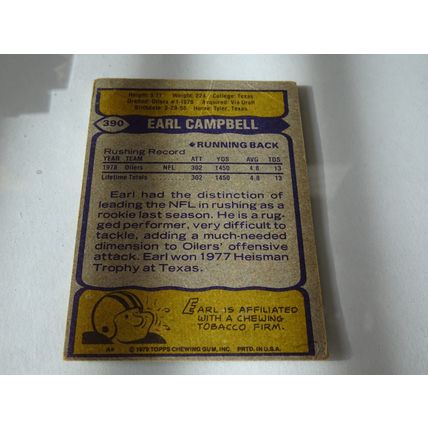 Height: 5'11" Weight: 224 College: Texas
Drafted: Oilers #1-1978 Acquired: Via Draft
Birthdate: 3-29-55 Home: Tyler, Texas
390 EARL CAMPBELL
RUNNING BACK
Rushing Record
YEAR TEAM ATT YDS AVG TDS
1978 Oilers NFL 302 1450 4.8 13
Lifetime Totals 302 1450 4.8 13
Earl had the distinction of
leading the NFL in rushing as a
rookie last season. He is a rug-
ged performer, very difficult to
tackle, adding a much-needed
dimension to Oilers' offensive
attack. Earl won 1977 Heisman
Trophy at Texas.
EARL IS AFFILIATED
WITH A CHEWING
TOBACCO FIRM.
© 1979 TOPPS CHEWING GUM, INC. PRTD. IN U.S.A.